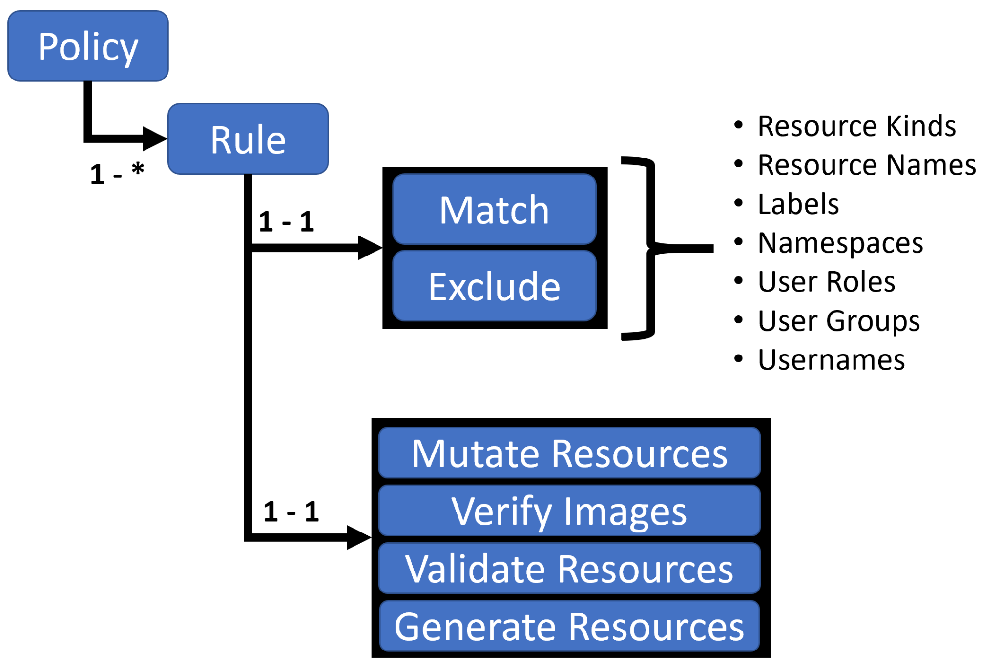 Policy
1 - *
Rule
1 - 1
Match
Exclude
• Resource Kinds
• Resource Names
• Labels
• Namespaces
• User Roles
• User Groups
• Usernames
1 - 1
Mutate Resources
Verify Images
Validate Resources
Generate Resources